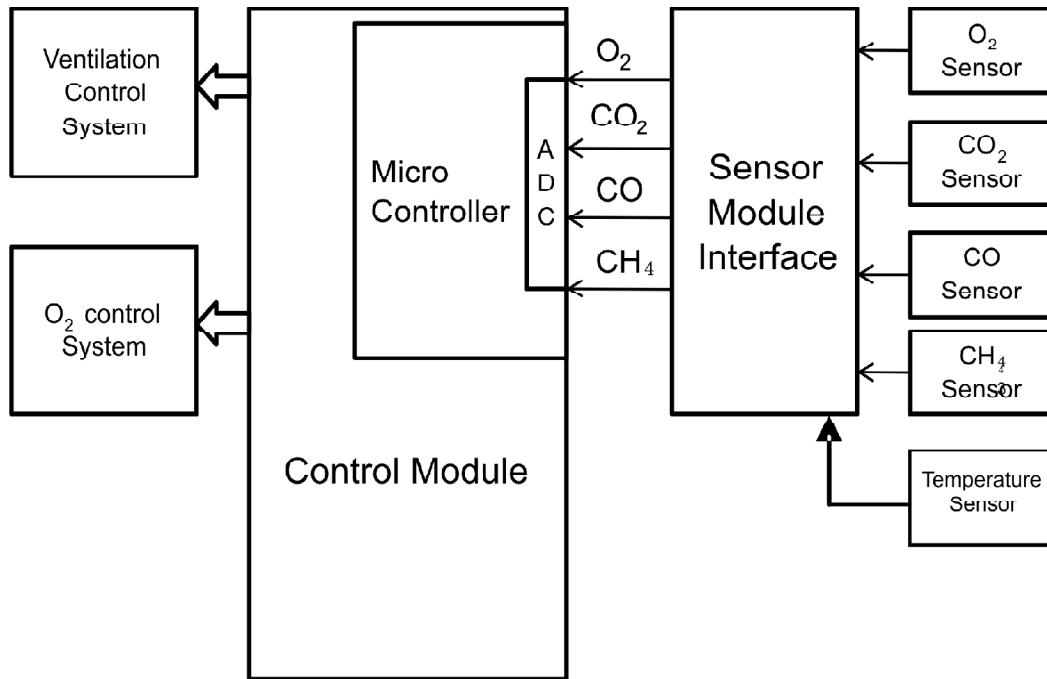 Ventilation
Control
System
O₂ control
System
Micro
Controller
A
D
C
Control Module
O₂
CO₂
CO
CH₄
Sensor
Module
Interface
O₂
Sensor
CO₂
Sensor
CO
Sensor
CH₄
Sensor
Temperature
Sensor